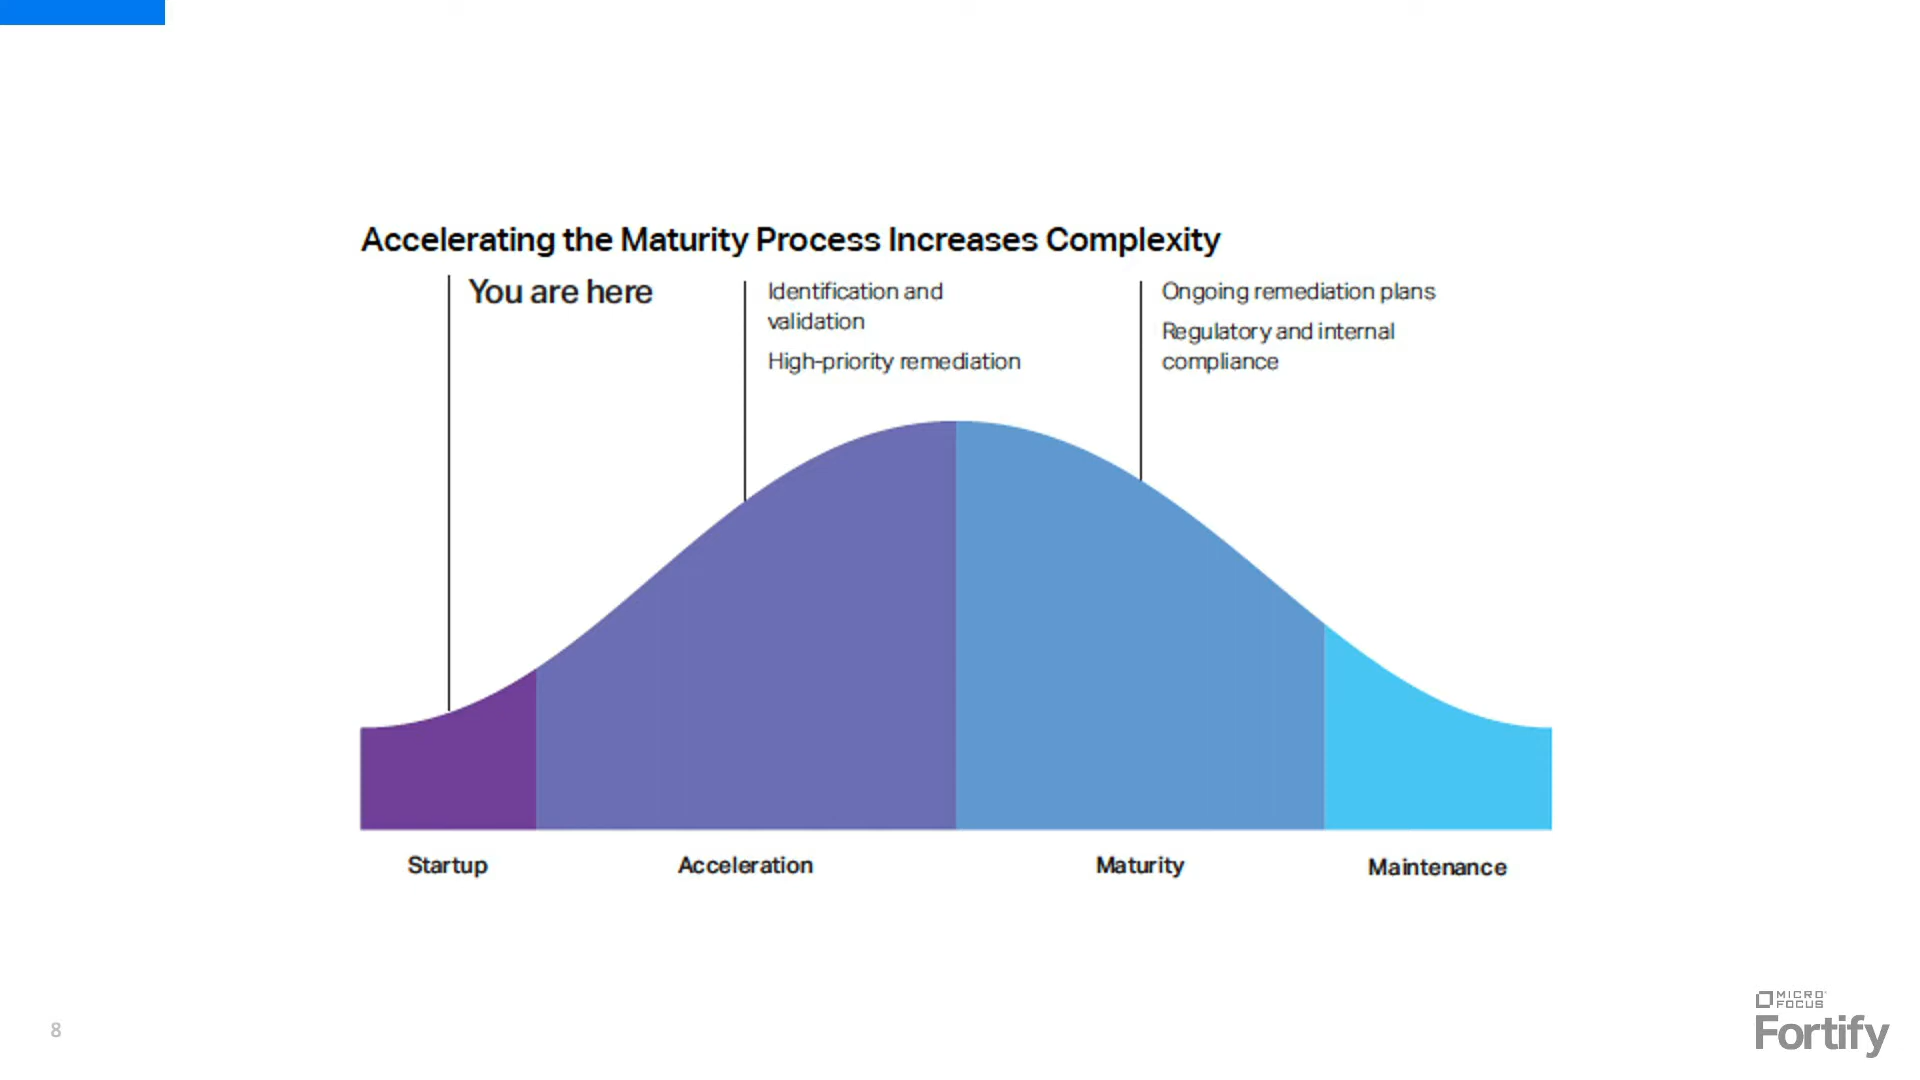 Accelerating the Maturity Process Increases Complexity
You are here
Identification and
validation
High-priority remediation
Ongoing remediation plans
Regulatory and internal
compliance
Startup
Acceleration
Maturity
Maintenance
8
MICRO
FOCUS
Fortify